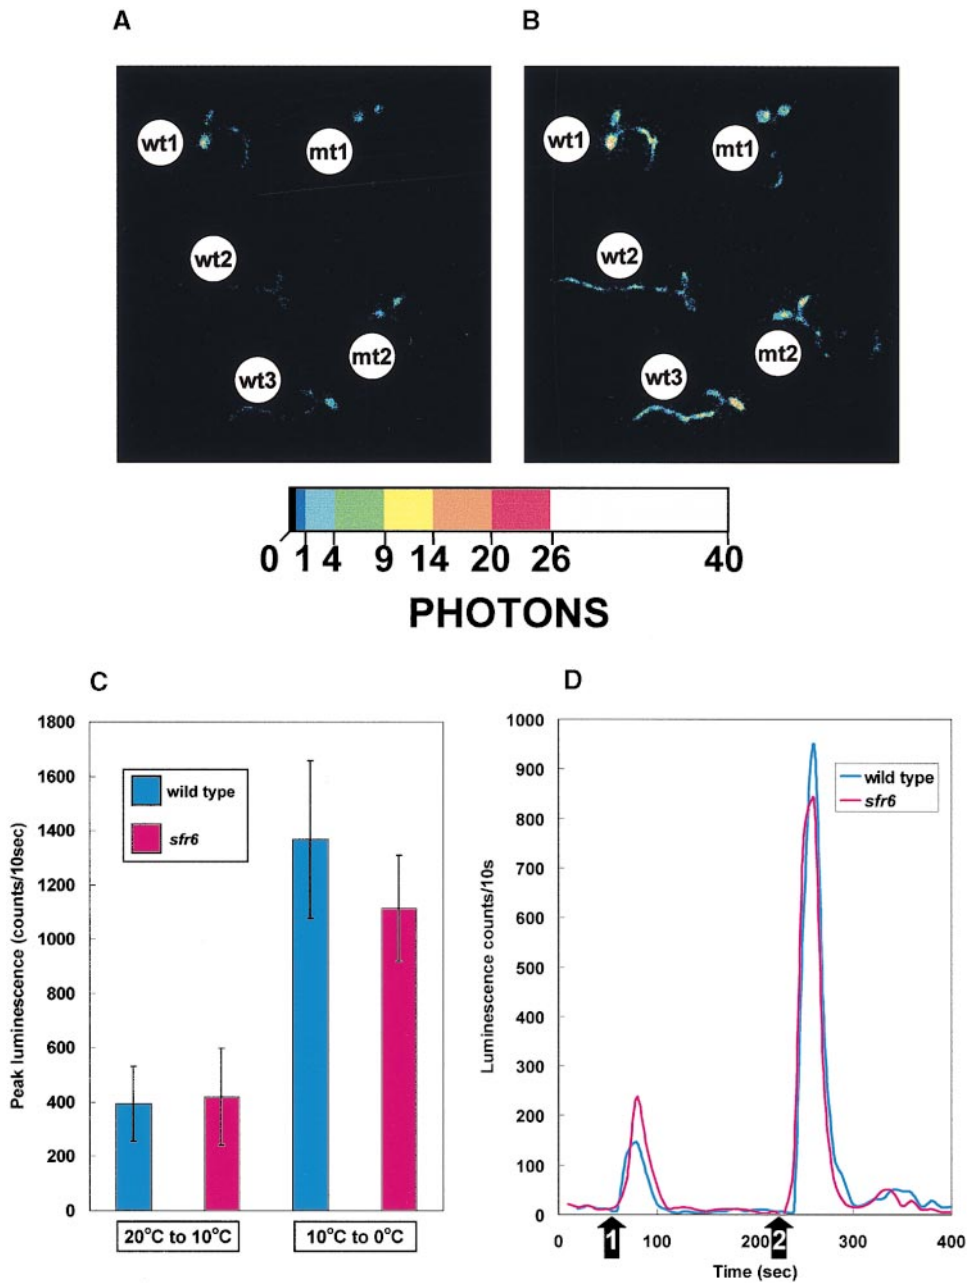 A
B
wt1
mt1
wt2
mt2
wt3
wt1
mt1
wt2
mt2
wt3
0 1 4 9 14 20 26 40
PHOTONS
C
Peak luminescence (counts/10sec)
1800
1600
1400
1200
1000
800
600
400
200
0
wild type
sfr6
20°C to 10°C
10°C to 0°C
D
Luminescence counts/10s
1000
900
800
700
600
500
400
300
200
100
0
wild type
sfr6
0 1 100 200 2 300 400
Time (sec)